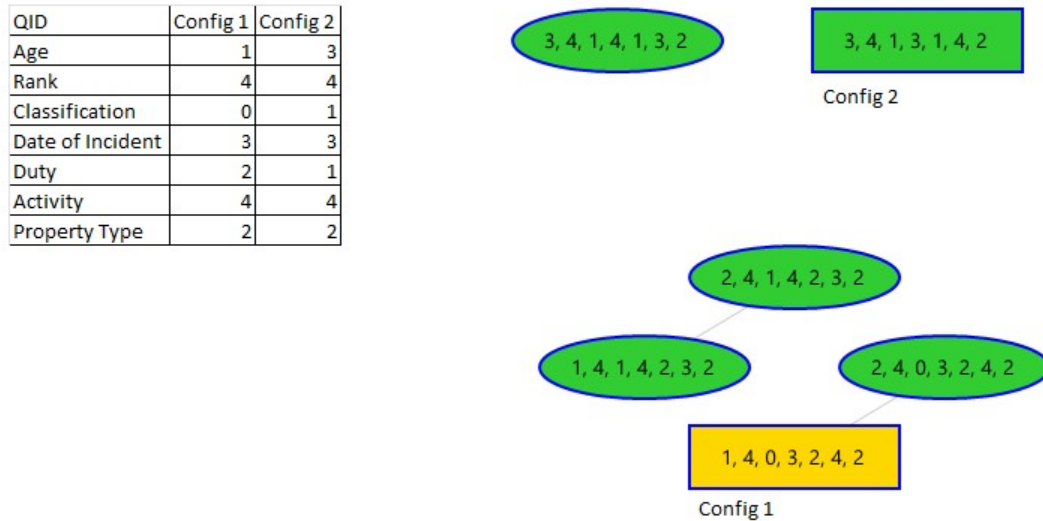 QID Config 1 Config 2
Age 1 3
Rank 4 4
Classification 0 1
Date of Incident 3 3
Duty 2 1
Activity 4 4
Property Type 2 2
3, 4, 1, 4, 1, 3, 2
3, 4, 1, 3, 1, 4, 2
Config 2
2, 4, 1, 4, 2, 3, 2
1, 4, 1, 4, 2, 3, 2
2, 4, 0, 3, 2, 4, 2
1, 4, 0, 3, 2, 4, 2
Config 1